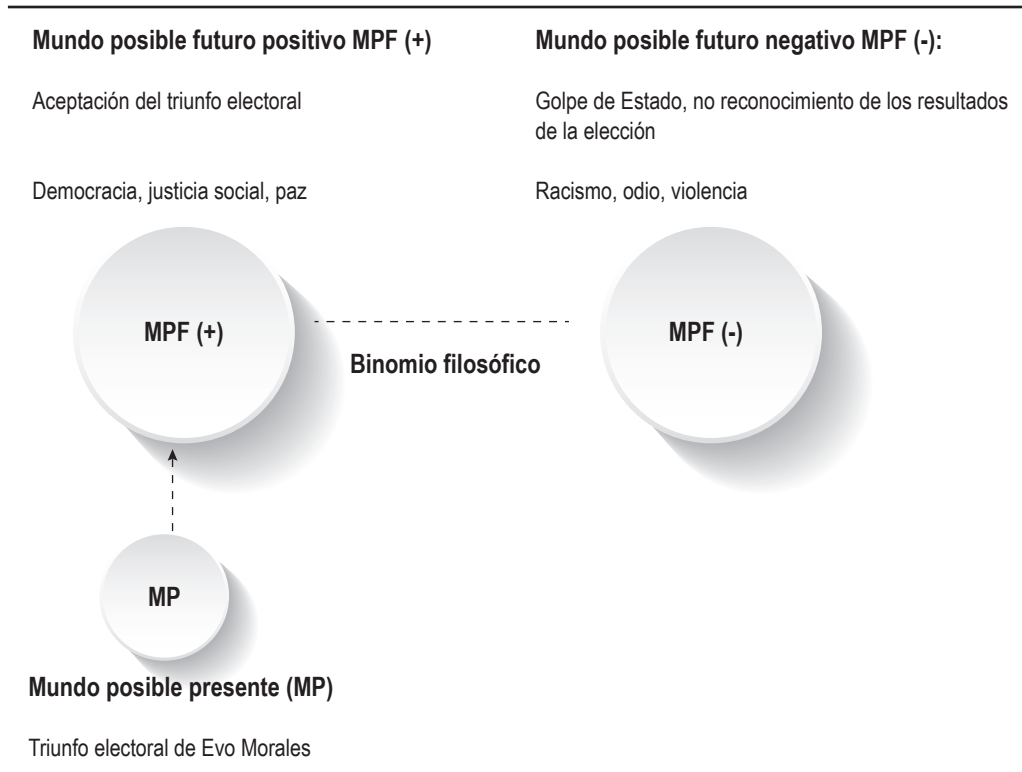 Mundo posible futuro positivo MPF (+)
Mundo posible futuro negativo MPF (-):
Aceptación del triunfo electoral
Golpe de Estado, no reconocimiento de los resultados
de la elección
Democracia, justicia social, paz
Racismo, odio, violencia
MPF (+)
MPF (-)
Binomio filosófico
MP
Mundo posible presente (MP)
Triunfo electoral de Evo Morales